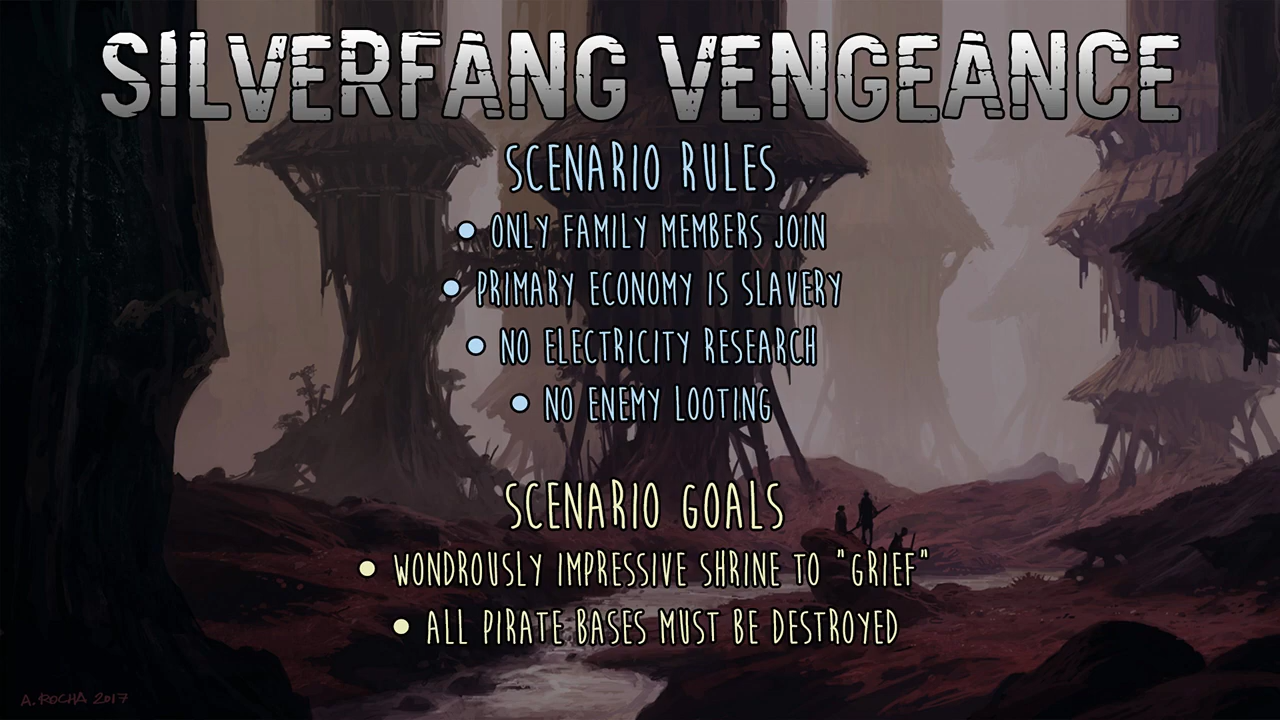 SILVERFANG VENGEANCE
SCENARIO RULES
• ONLY FAMILY MEMBERS JOIN
• PRIMARY ECONOMY IS SLAVERY
• NO ELECTRICITY RESEARCH
• NO ENEMY LOOTING
SCENARIO GOALS
• WONDROUSLY IMPRESSIVE SHRINE TO "GRIEF"
• ALL PIRATE BASES MUST BE DESTROYED
A. ROCHA 2017